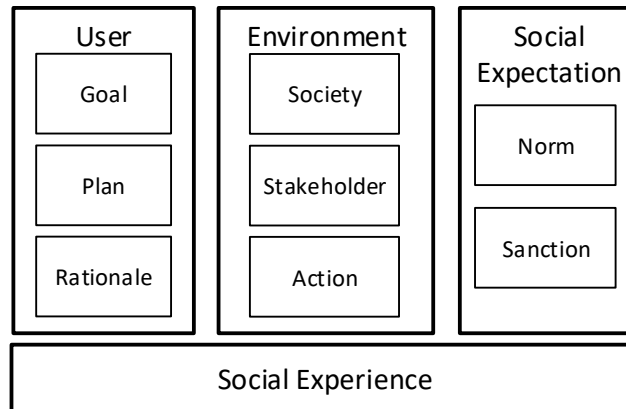 User
Goal
Plan
Rationale
Environment
Society
Stakeholder
Action
Social
Expectation
Norm
Sanction
Social Experience